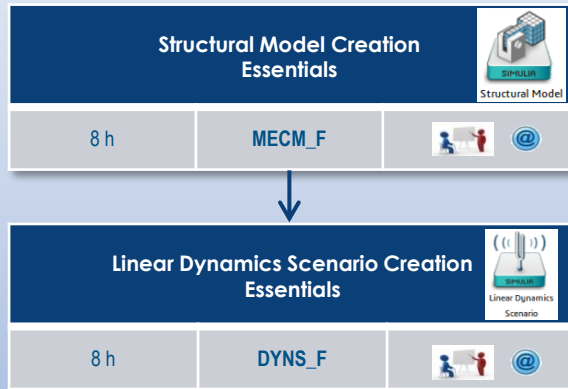 Structural Model Creation
Essentials
SIMULIA
Structural Model
8 h
MECM_F
@
Linear Dynamics Scenario Creation
Essentials
SIMULIA
Linear Dynamics
Scenario
8 h
DYNS_F
@